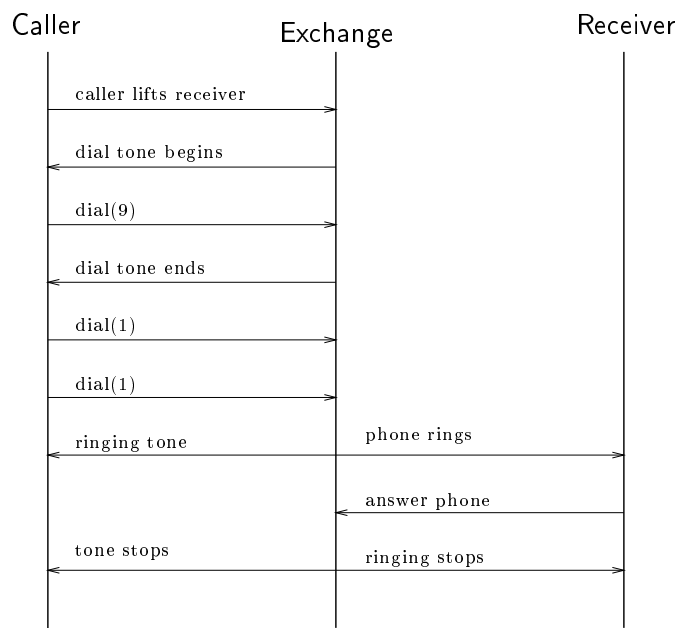 Caller
Exchange
Receiver
caller lifts receiver
dial tone begins
dial(9)
dial tone ends
dial(1)
dial(1)
ringing tone
phone rings
answer phone
tone stops
ringing stops